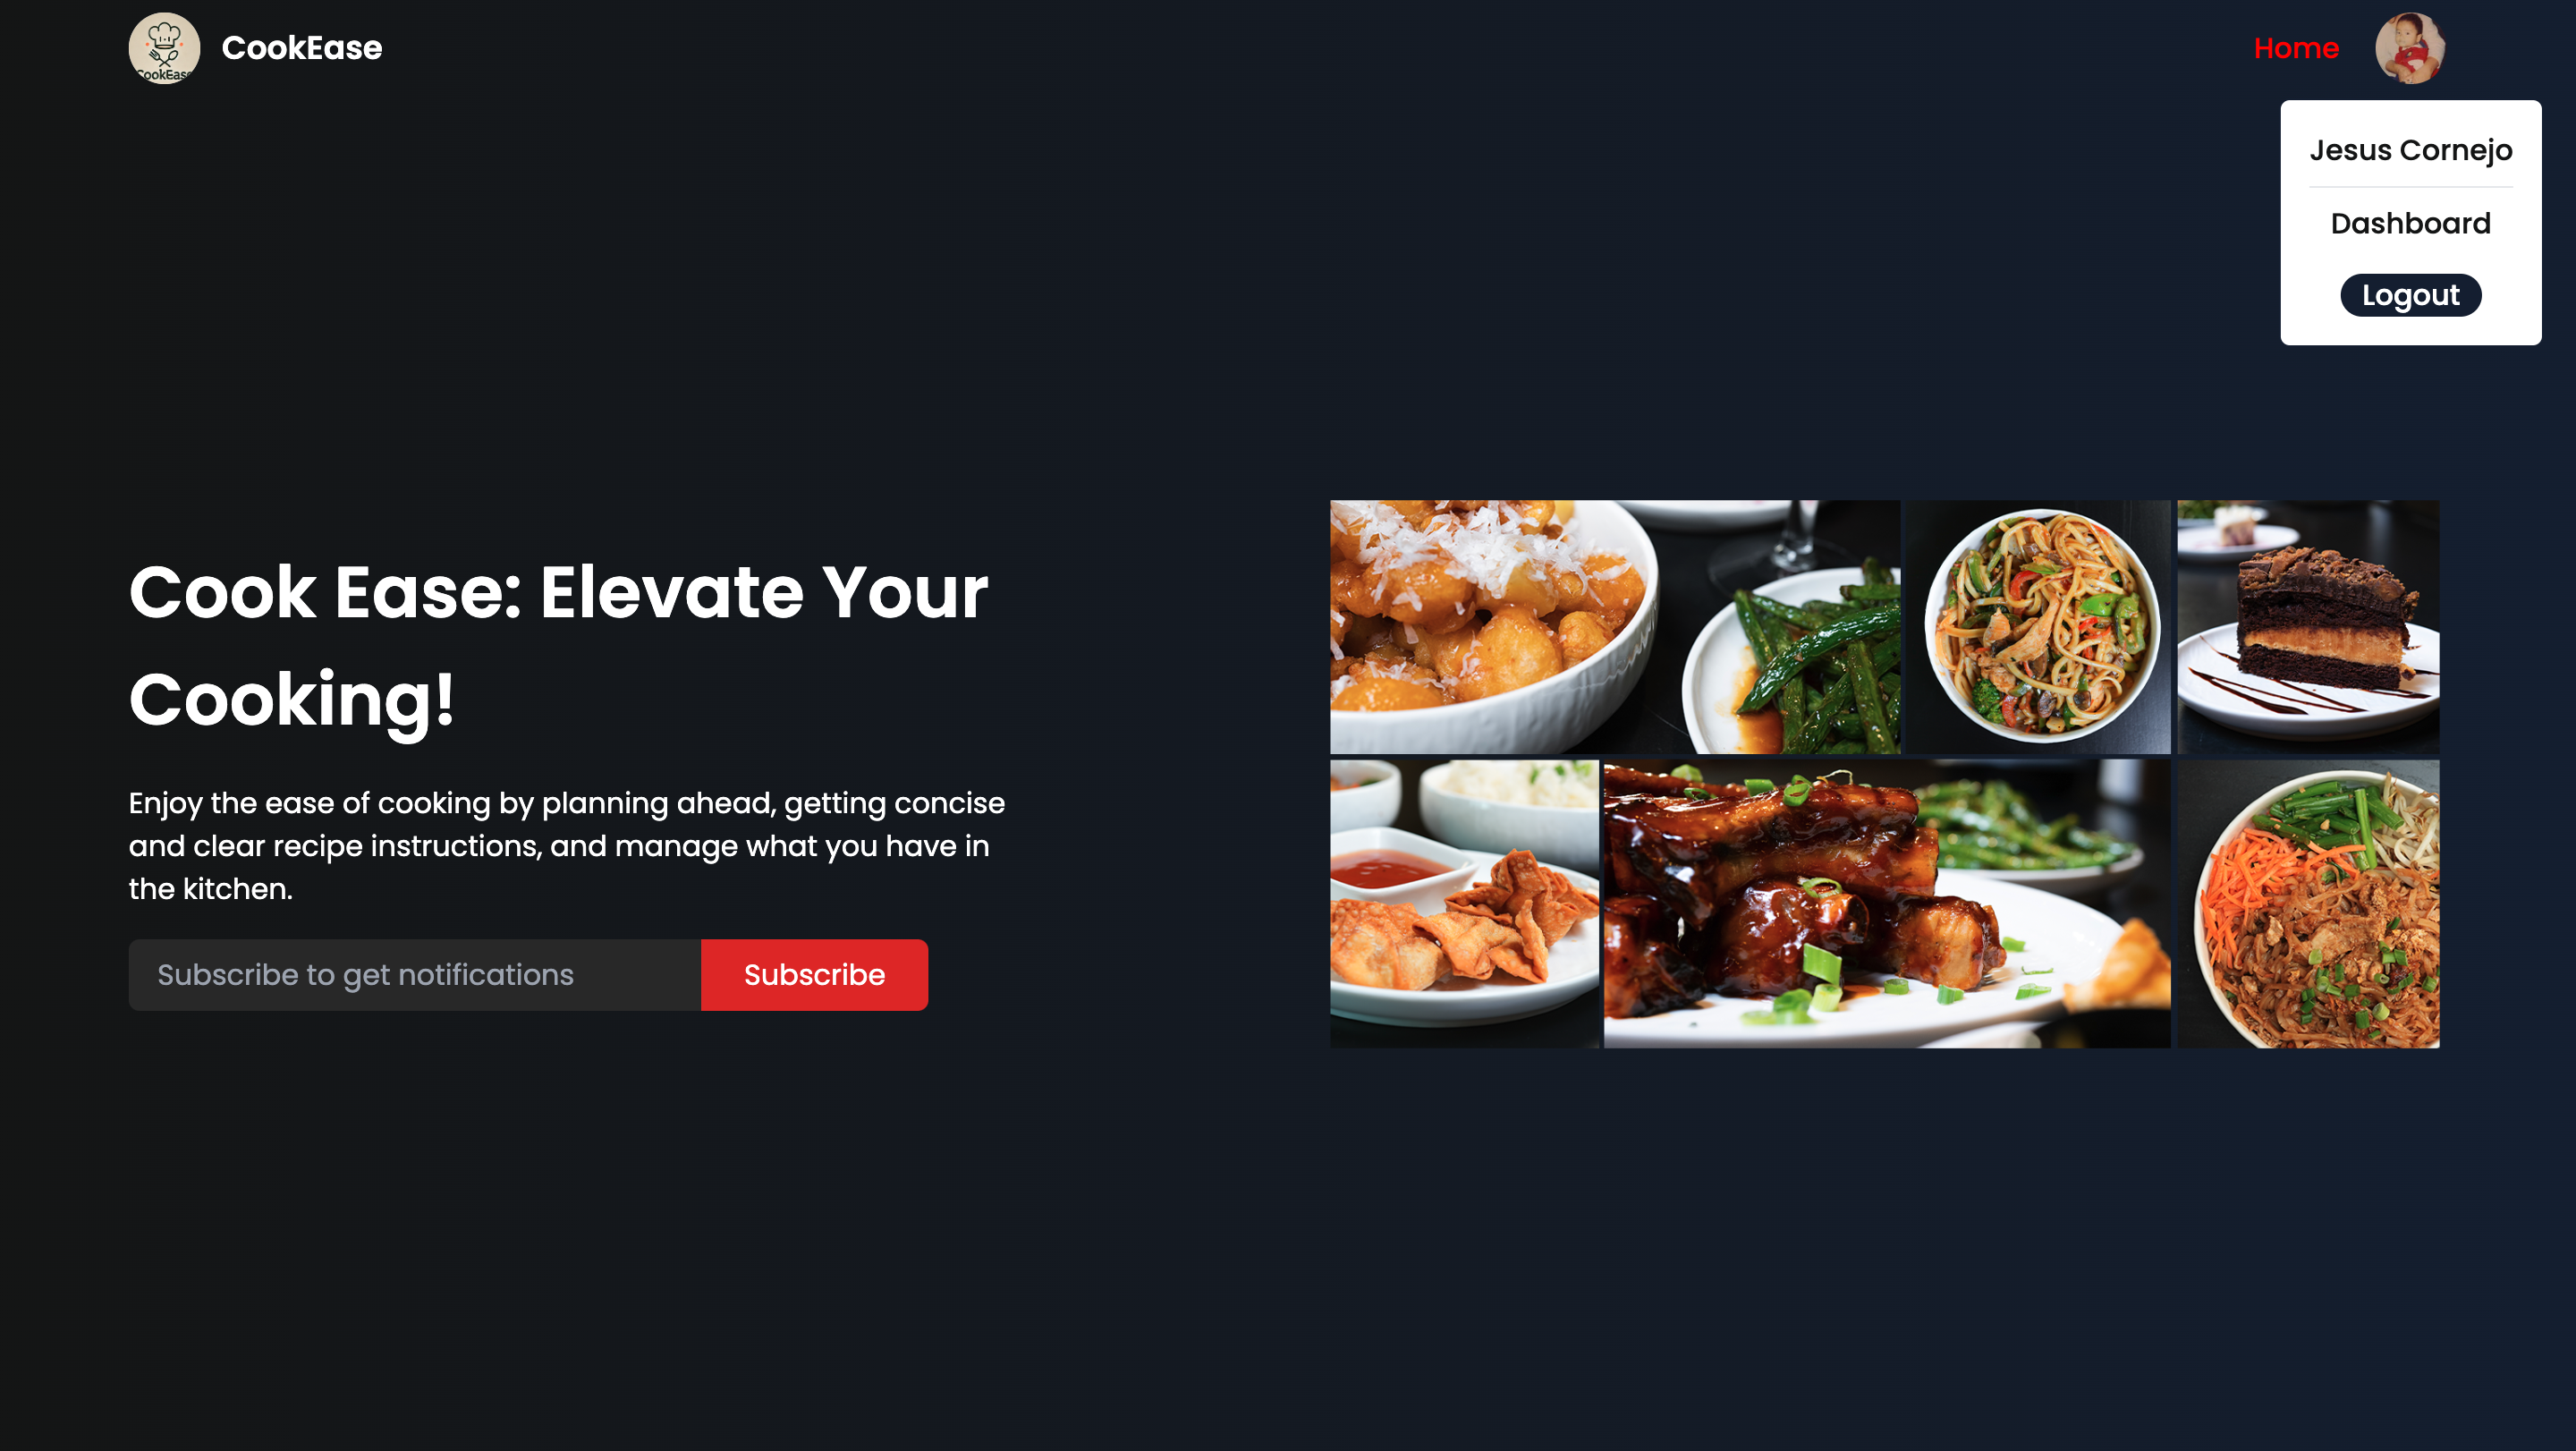 CookEase
CookEase
Home
Jesus Cornejo
Dashboard
Logout
Cook Ease: Elevate Your
Cooking!
Enjoy the ease of cooking by planning ahead, getting concise
and clear recipe instructions, and manage what you have in
the kitchen.
Subscribe to get notifications
Subscribe